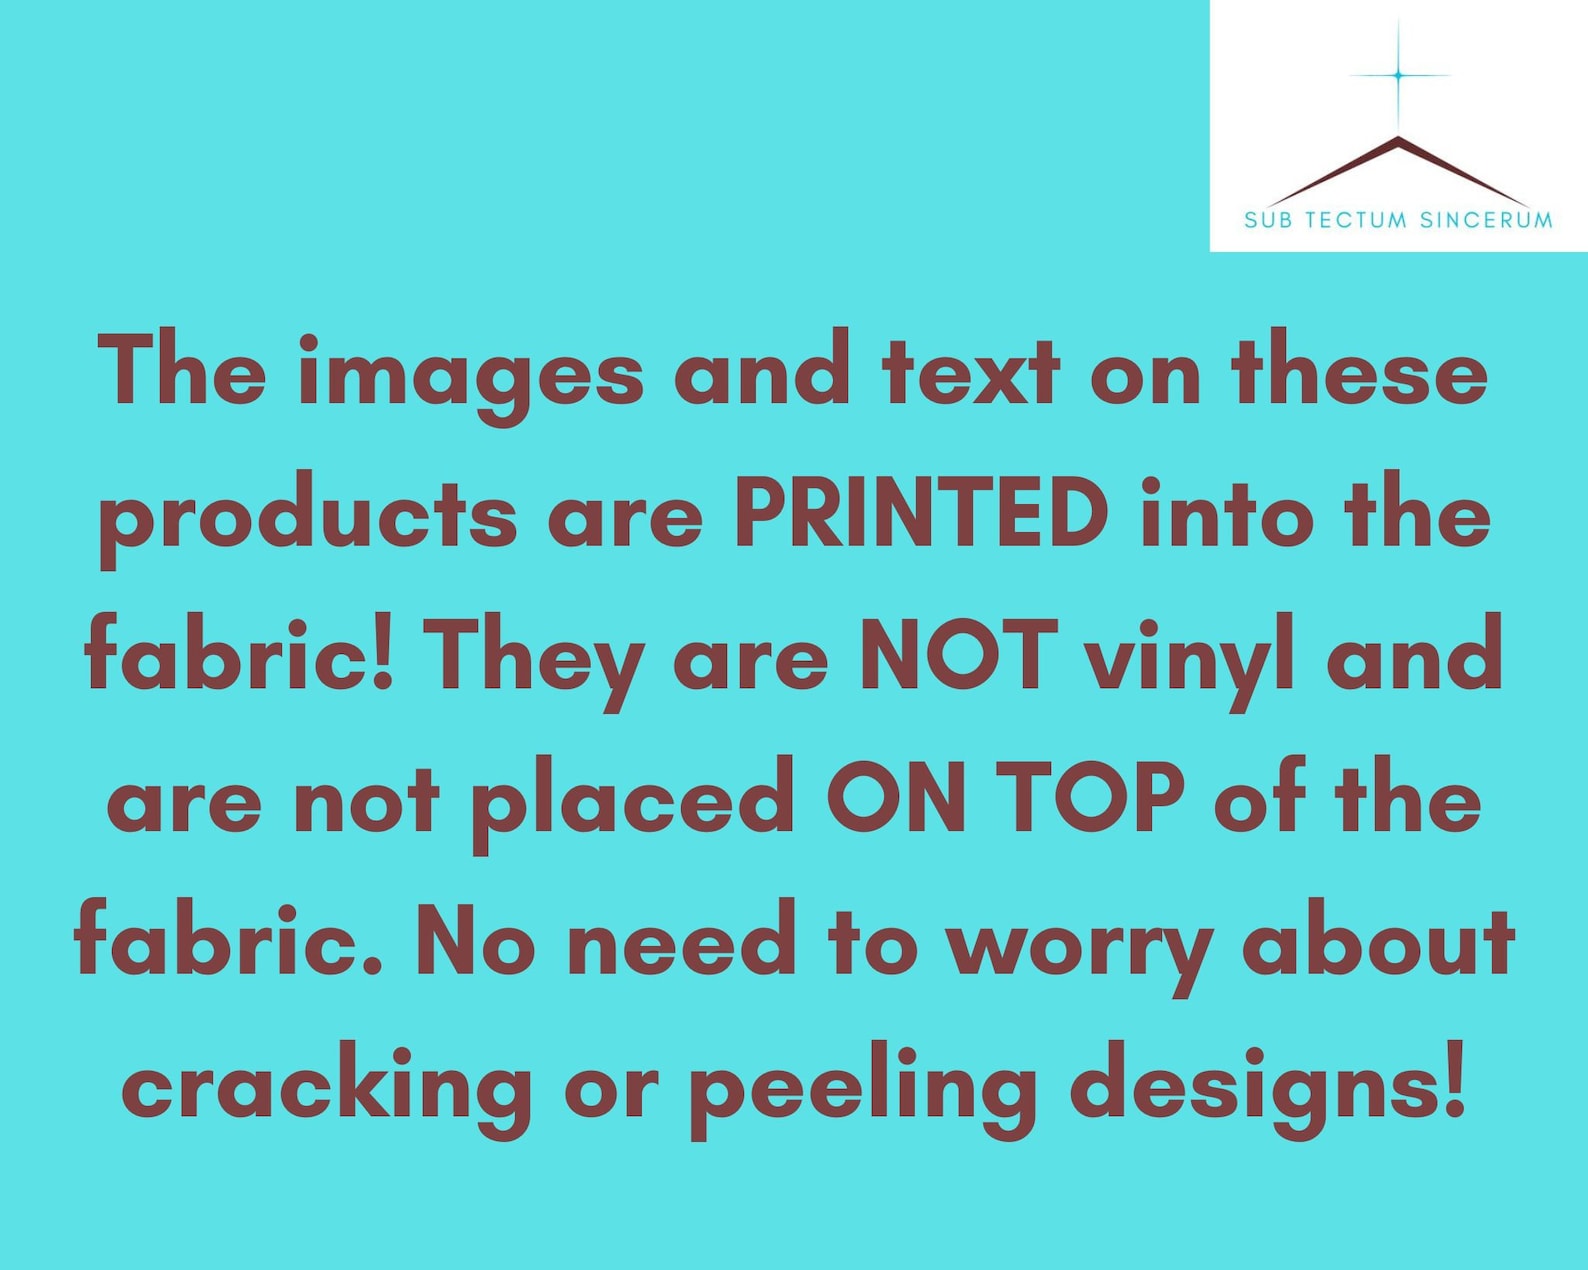 SUB TECTUM SINCERUM
The images and text on these
products are PRINTED into the
fabric! They are NOT vinyl and
are not placed ON TOP of the
fabric. No need to worry about
cracking or peeling designs!